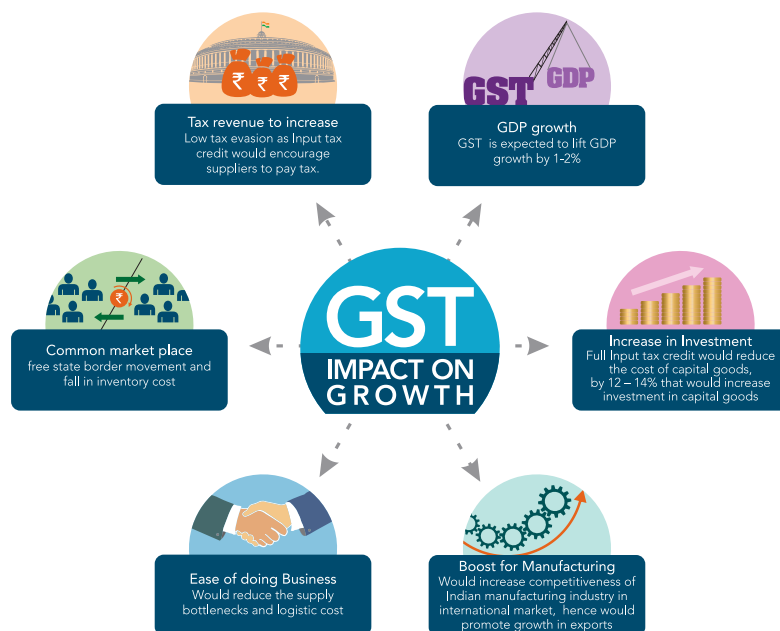 ₹ ₹ ₹
Tax revenue to increase
Low tax evasion as Input tax
credit would encourage
suppliers to pay tax.
GST GDP
GDP growth
GST is expected to lift GDP
growth by 1-2%
₹
Common market place
free state border movement and
fall in inventory cost
GST
IMPACT ON
GROWTH
Increase in Investment
Full Input tax credit would reduce
the cost of capital goods,
by 12 – 14% that would increase
investment in capital goods
Ease of doing Business
Would reduce the supply
bottlenecks and logistic cost
Boost for Manufacturing
Would increase competitiveness of
Indian manufacturing industry in
international market, hence would
promote growth in exports